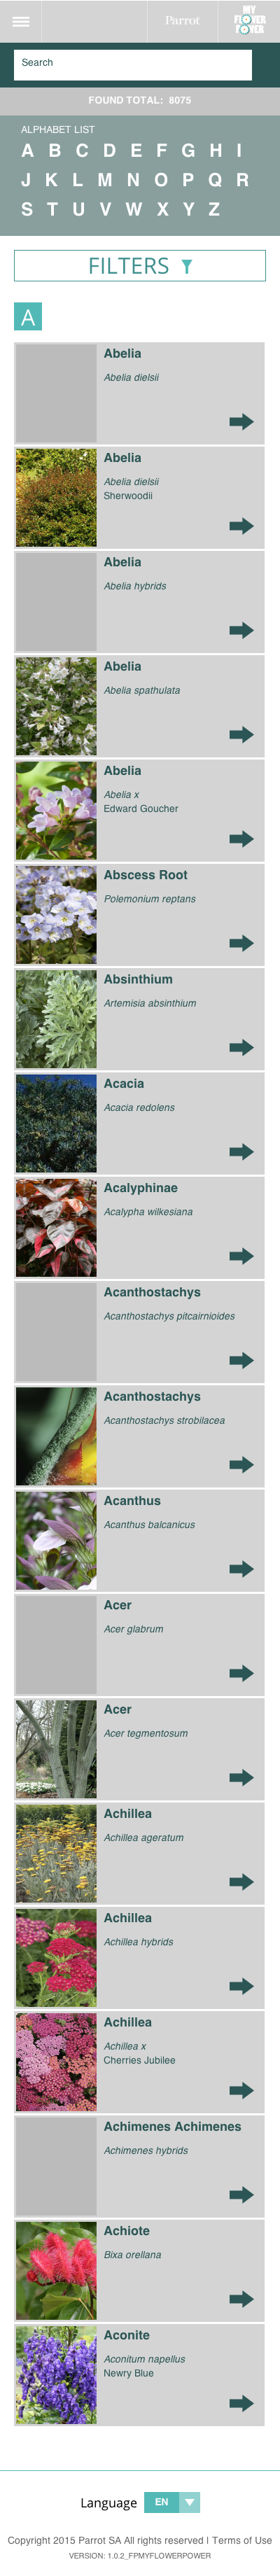 Parrot
MY
FLOWER
POWER
Search
FOUND TOTAL: 8075
ALPHABET LIST
A B C D E F G H I
J K L M N O P Q R
S T U V W X Y Z
FILTERS
A
Abelia
Abelia dielsii
Abelia
Abelia dielsii
Sherwoodii
Abelia
Abelia hybrids
Abelia
Abelia spathulata
Abelia
Abelia x
Edward Goucher
Abscess Root
Polemonium reptans
Absinthium
Artemisia absinthium
Acacia
Acacia redolens
Acalyphinae
Acalypha wilkesiana
Acanthostachys
Acanthostachys pitcairnioides
Acanthostachys
Acanthostachys strobilacea
Acanthus
Acanthus balcanicus
Acer
Acer glabrum
Acer
Acer tegmentosum
Achillea
Achillea ageratum
Achillea
Achillea hybrids
Achillea
Achillea x
Cherries Jubilee
Achimenes Achimenes
Achimenes hybrids
Achiote
Bixa orellana
Aconite
Aconitum napellus
Newry Blue
Language EN
Copyright 2015 Parrot SA All rights reserved | Terms of Use
VERSION: 1.0.2_FPMYFLOWERPOWER